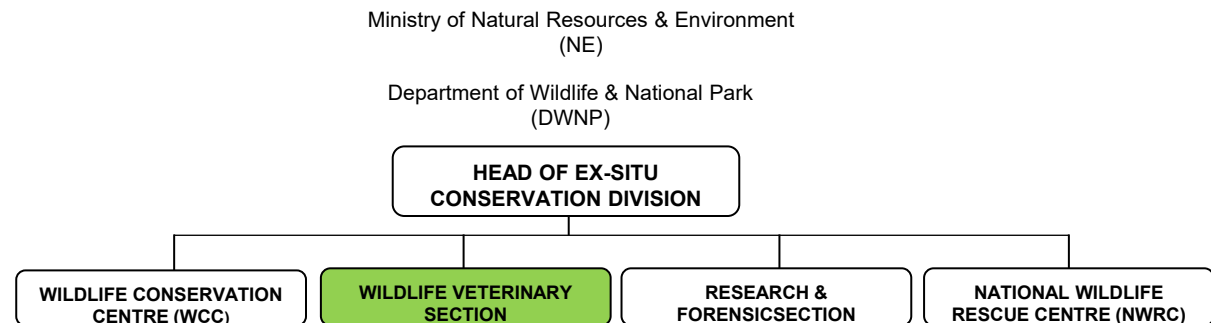 Ministry of Natural Resources & Environment
(NE)
Department of Wildlife & National Park
(DWNP)
HEAD OF EX-SITU
CONSERVATION DIVISION
WILDLIFE CONSERVATION
CENTRE (WCC)
WILDLIFE VETERINARY
SECTION
RESEARCH &
FORENSICSECTION
NATIONAL WILDLIFE
RESCUE CENTRE (NWRC)